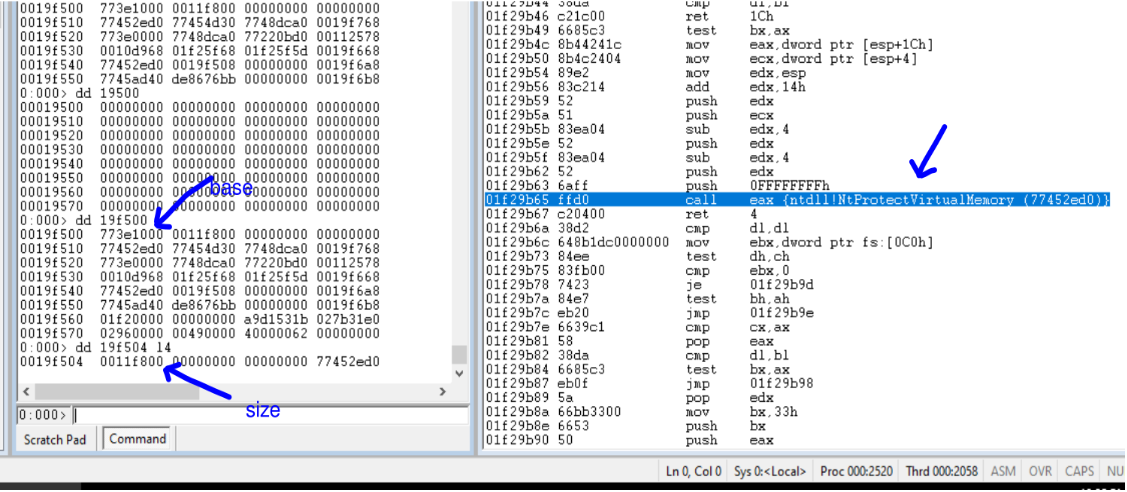 0019f500 773e1000 0011f800 00000000 00000000
0019f510 77452ed0 77454d30 7748dca0 0019f768
0019f520 773e0000 7748dca0 77220bd0 00112578
0019f530 0010d968 01f25f68 01f25f5d 0019f668
0019f540 77452ed0 0019f508 00000000 0019f6a8
0019f550 7745ad40 de8676bb 00000000 0019f6b8
0:000> dd 19500
00019500 00000000 00000000 00000000 00000000
00019510 00000000 00000000 00000000 00000000
00019520 00000000 00000000 00000000 00000000
00019530 00000000 00000000 00000000 00000000
00019540 00000000 00000000 00000000 00000000
00019550 00000000 00000000 00000000 00000000
00019560 00000000 00000000 00000000 00000000
00019570 00000000 00000000 00000000 00000000
base
0:000> dd 19f500
0019f500 773e1000 0011f800 00000000 00000000
0019f510 77452ed0 77454d30 7748dca0 0019f768
0019f520 773e0000 7748dca0 77220bd0 00112578
0019f530 0010d968 01f25f68 01f25f5d 0019f668
0019f540 77452ed0 0019f508 00000000 0019f6a8
0019f550 7745ad40 de8676bb 00000000 0019f6b8
0019f560 01f20000 00000000 a9d1531b 027b31e0
0019f570 02960000 00490000 40000062 00000000
0:000> dd 19f504 l4
0019f504 0011f800 00000000 00000000 77452ed0
size
0:000>
Scratch Pad Command
01f29b44 38da cmp dl,bl
01f29b46 c21c00 ret 1Ch
01f29b49 6685c3 test bx,ax
01f29b4c 8b44241c mov eax,dword ptr [esp+1Ch]
01f29b50 8b4c2404 mov ecx,dword ptr [esp+4]
01f29b54 89e2 mov edx,esp
01f29b56 83c214 add edx,14h
01f29b59 52 push edx
01f29b5a 51 push ecx
01f29b5b 83ea04 sub edx,4
01f29b5e 52 push edx
01f29b5f 83ea04 sub edx,4
01f29b62 52 push edx
01f29b63 6aff push 0FFFFFFFFh
01f29b65 ffd0 call eax {ntdll!NtProtectVirtualMemory (77452ed0)}
01f29b67 c20400 ret 4
01f29b6a 38d2 cmp dl,dl
01f29b6c 648b1dc0000000 mov ebx,dword ptr fs:[0C0h]
01f29b73 84ee test dh,ch
01f29b75 83fb00 cmp ebx,0
01f29b78 7423 je 01f29b9d
01f29b7a 84e7 test bh,ah
01f29b7c eb20 jmp 01f29b9e
01f29b7e 6639c1 cmp cx,ax
01f29b81 58 pop eax
01f29b82 38da cmp dl,bl
01f29b84 6685c3 test bx,ax
01f29b87 eb0f jmp 01f29b98
01f29b89 5a pop edx
01f29b8a 66bb3300 mov bx,33h
01f29b8e 6653 push bx
01f29b90 50 push eax
Ln 0, Col 0 Sys 0:<Local> Proc 000:2520 Thrd 000:2058 ASM OVR CAPS NU